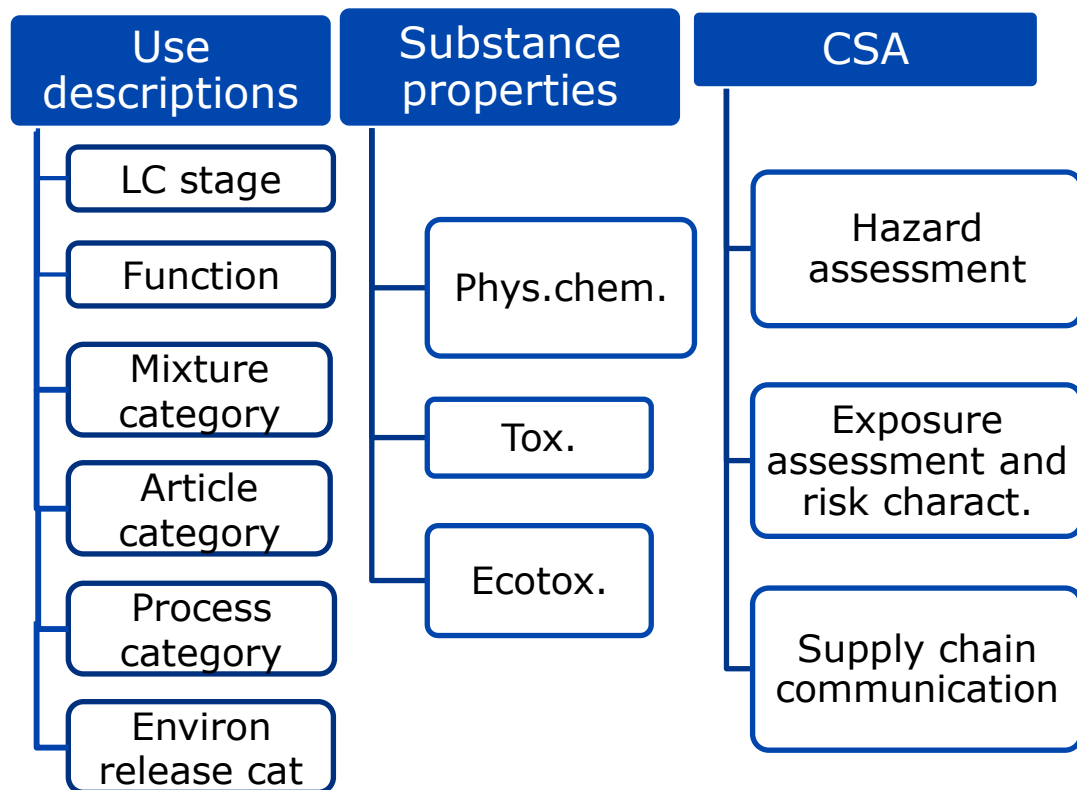 Use
descriptions
LC stage
Function
Mixture
category
Article
category
Process
category
Environ
release cat
Substance
properties
Phys.chem.
Tox.
Ecotox.
CSA
Hazard
assessment
Exposure
assessment and
risk charact.
Supply chain
communication